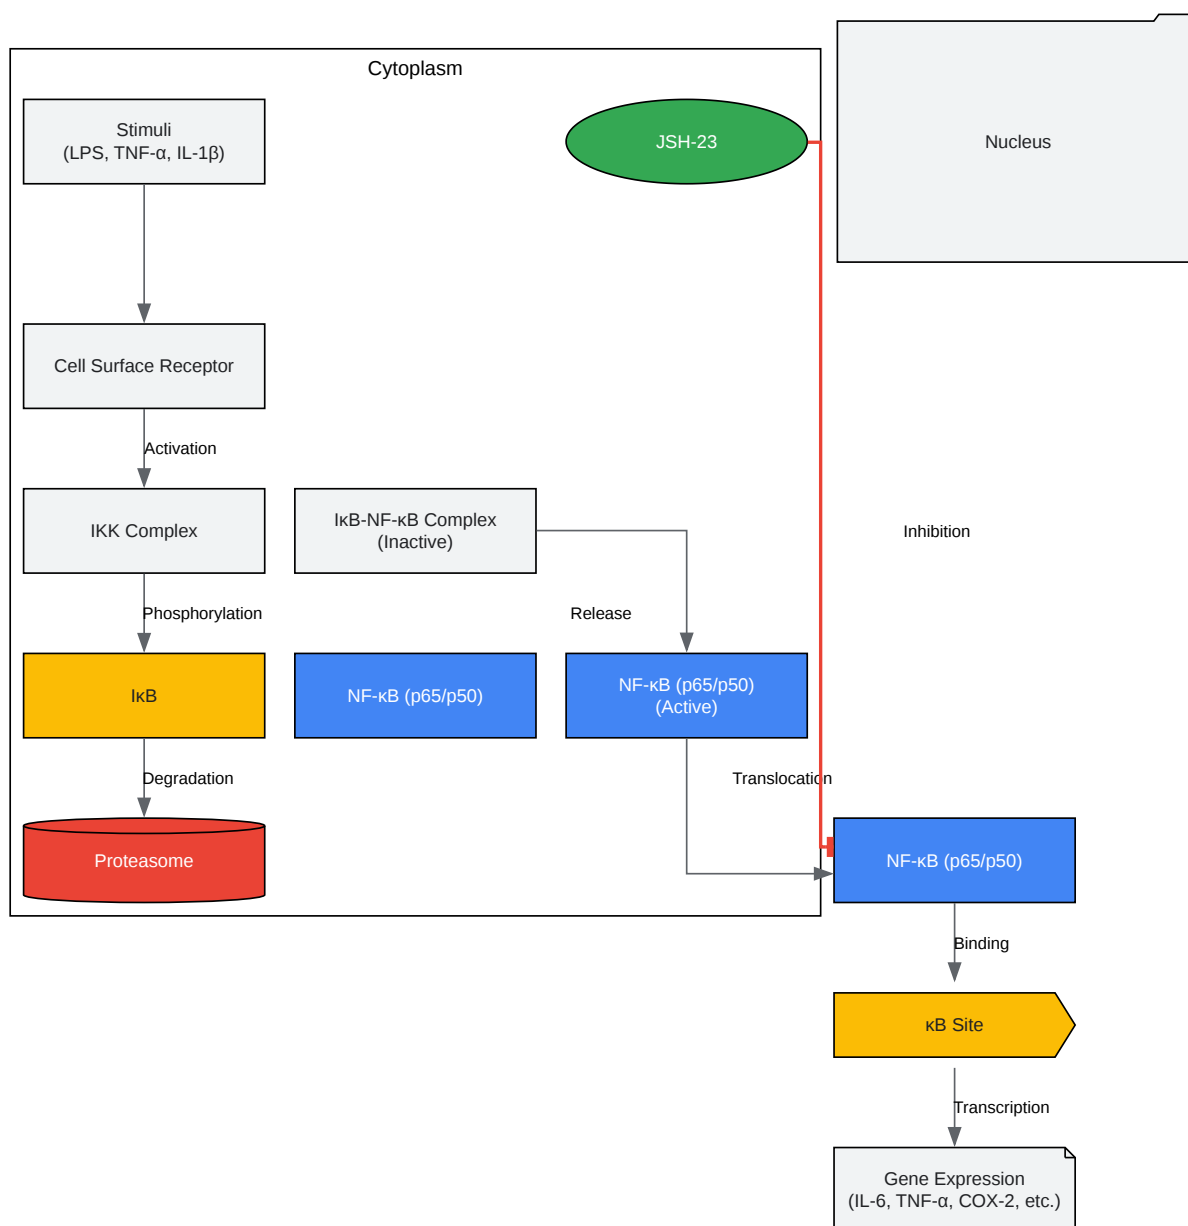 Cytoplasm
Stimuli
(LPS, TNF-α, IL-1β)
JSH-23
Nucleus
Cell Surface Receptor
Activation
IKK Complex
IκB-NF-κB Complex
(Inactive)
Inhibition
Phosphorylation
Release
IκB
NF-κB (p65/p50)
NF-κB (p65/p50)
(Active)
Degradation
Translocation
Proteasome
NF-κB (p65/p50)
Binding
κB Site
Transcription
Gene Expression
(IL-6, TNF-α, COX-2, etc.)